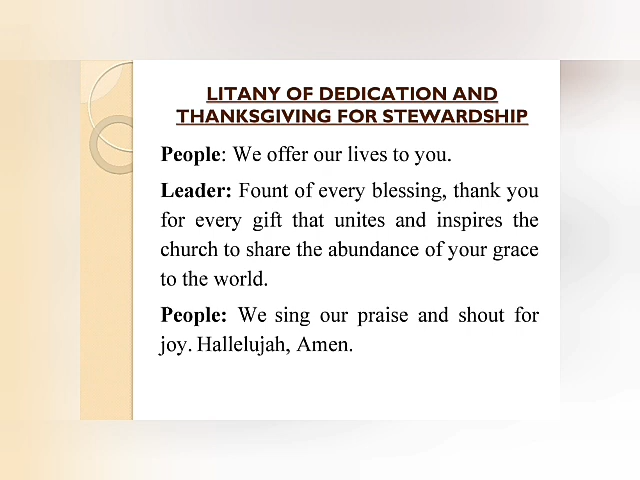 LITANY OF DEDICATION AND
THANKSGIVING FOR STEWARDSHIP
People: We offer our lives to you.
Leader: Fount of every blessing, thank you
for every gift that unites and inspires the
church to share the abundance of your grace
to the world.
People: We sing our praise and shout for
joy. Hallelujah, Amen.